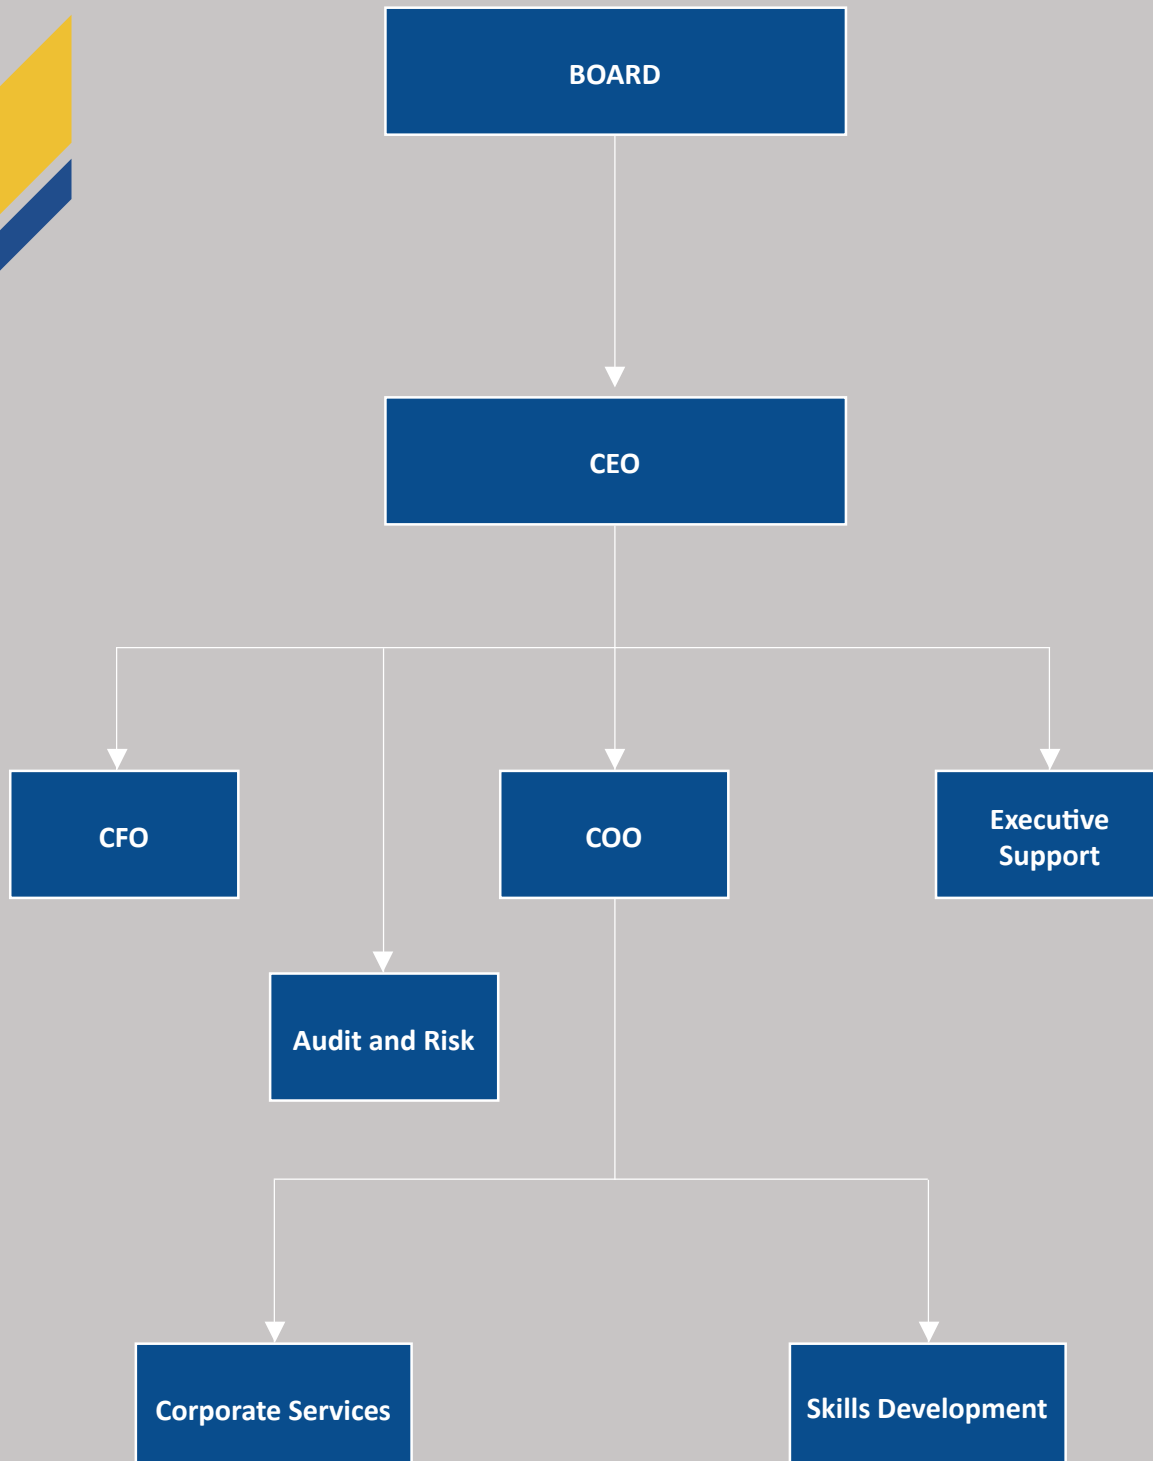 BOARD
CEO
CFO
COO
Executive
Support
Audit and Risk
Corporate Services
Skills Development